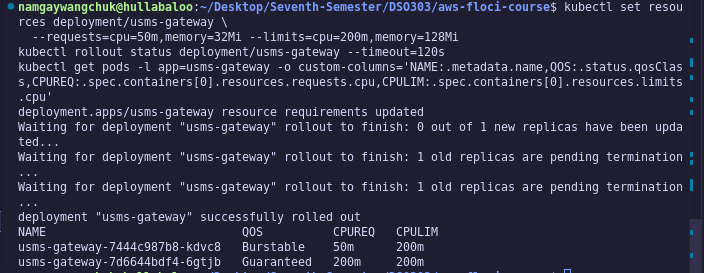 namgaywangchuk@hullabaloo:~/Desktop/Seventh-Semester/DSO303/aws-floci-course$ kubectl set resou
rces deployment/usms-gateway \
  --requests=cpu=50m,memory=32Mi --limits=cpu=200m,memory=128Mi
kubectl rollout status deployment/usms-gateway --timeout=120s
kubectl get pods -l app=usms-gateway -o custom-columns='NAME:.metadata.name,QOS:.status.qosClas
s,CPUREQ:.spec.containers[0].resources.requests.cpu,CPULIM:.spec.containers[0].resources.limits
.cpu'
deployment.apps/usms-gateway resource requirements updated
Waiting for deployment "usms-gateway" rollout to finish: 0 out of 1 new replicas have been upda
ted...
Waiting for deployment "usms-gateway" rollout to finish: 1 old replicas are pending termination
...
Waiting for deployment "usms-gateway" rollout to finish: 1 old replicas are pending termination
...
deployment "usms-gateway" successfully rolled out
NAME                            QOS          CPUREQ   CPULIM
usms-gateway-7444c987b8-kdvc8   Burstable    50m      200m
usms-gateway-7d6644bdf4-6gtjb   Guaranteed   200m     200m